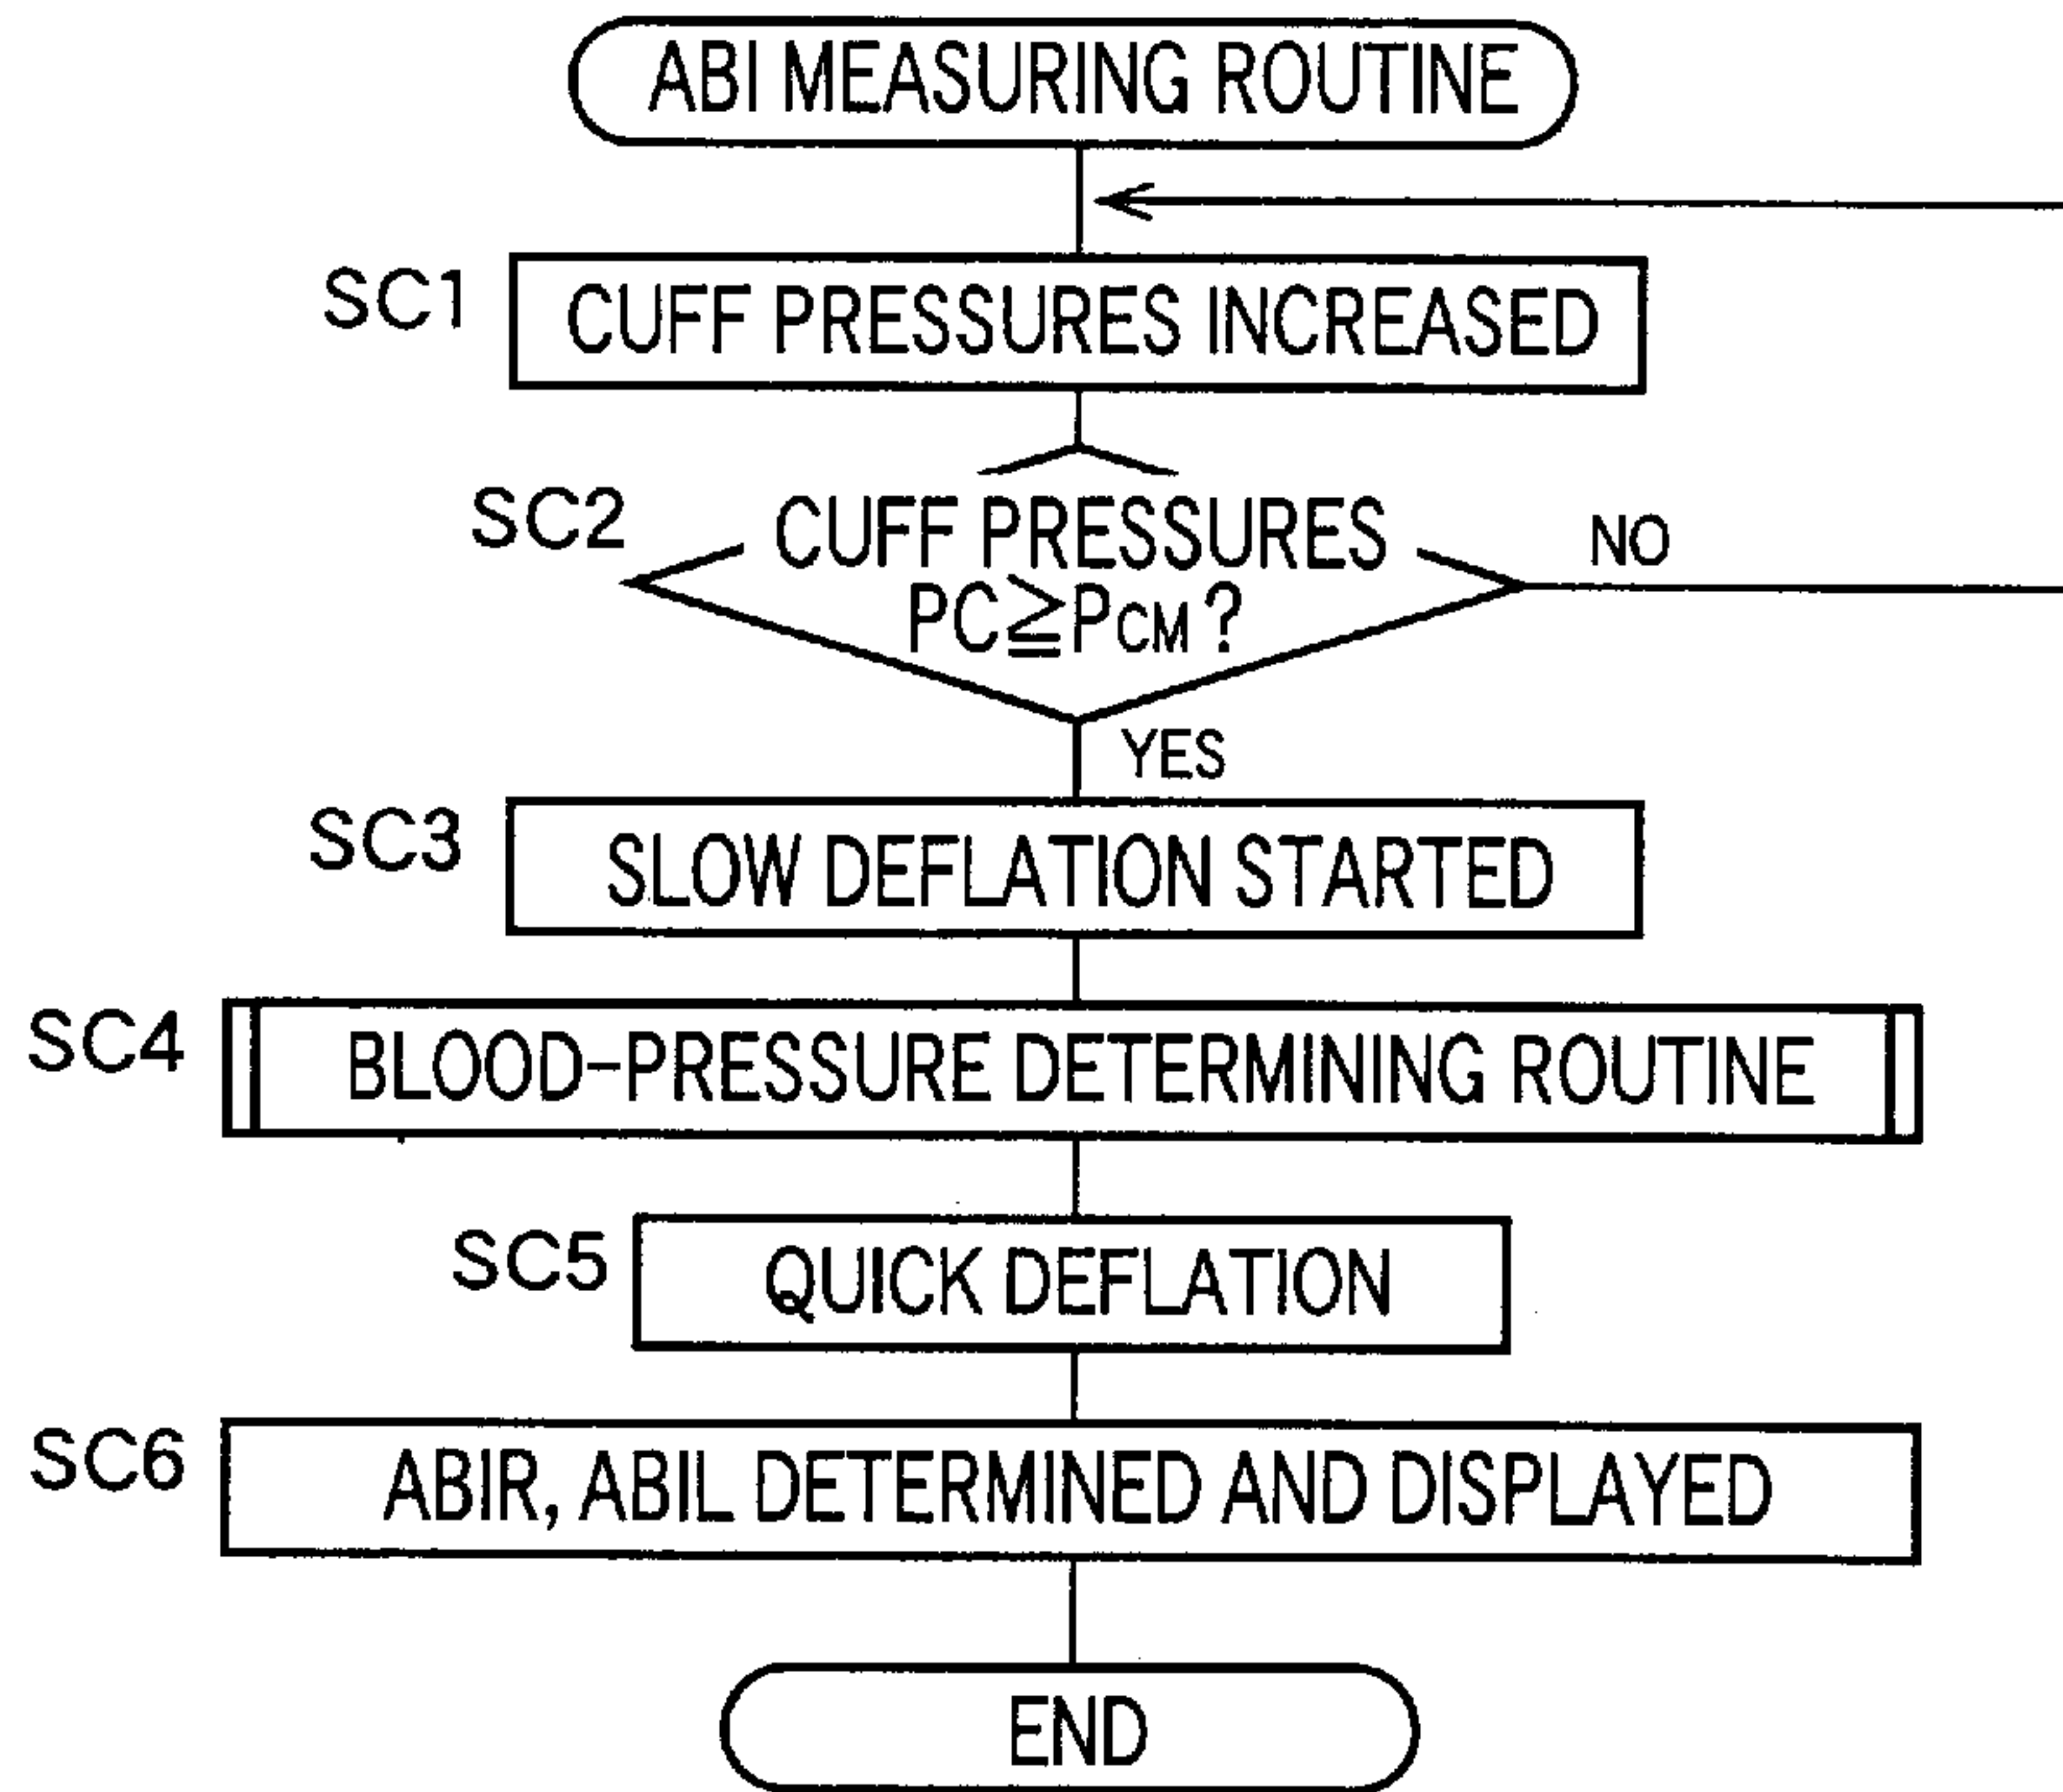 ABI MEASURING ROUTINE
SC1
CUFF PRESSURES INCREASED
SC2
CUFF PRESSURES
PC≧PCM?
NO
YES
SC3
SLOW DEFLATION STARTED
SC4
BLOOD-PRESSURE DETERMINING ROUTINE
SC5
QUICK DEFLATION
SC6
ABIR, ABIL DETERMINED AND DISPLAYED
END